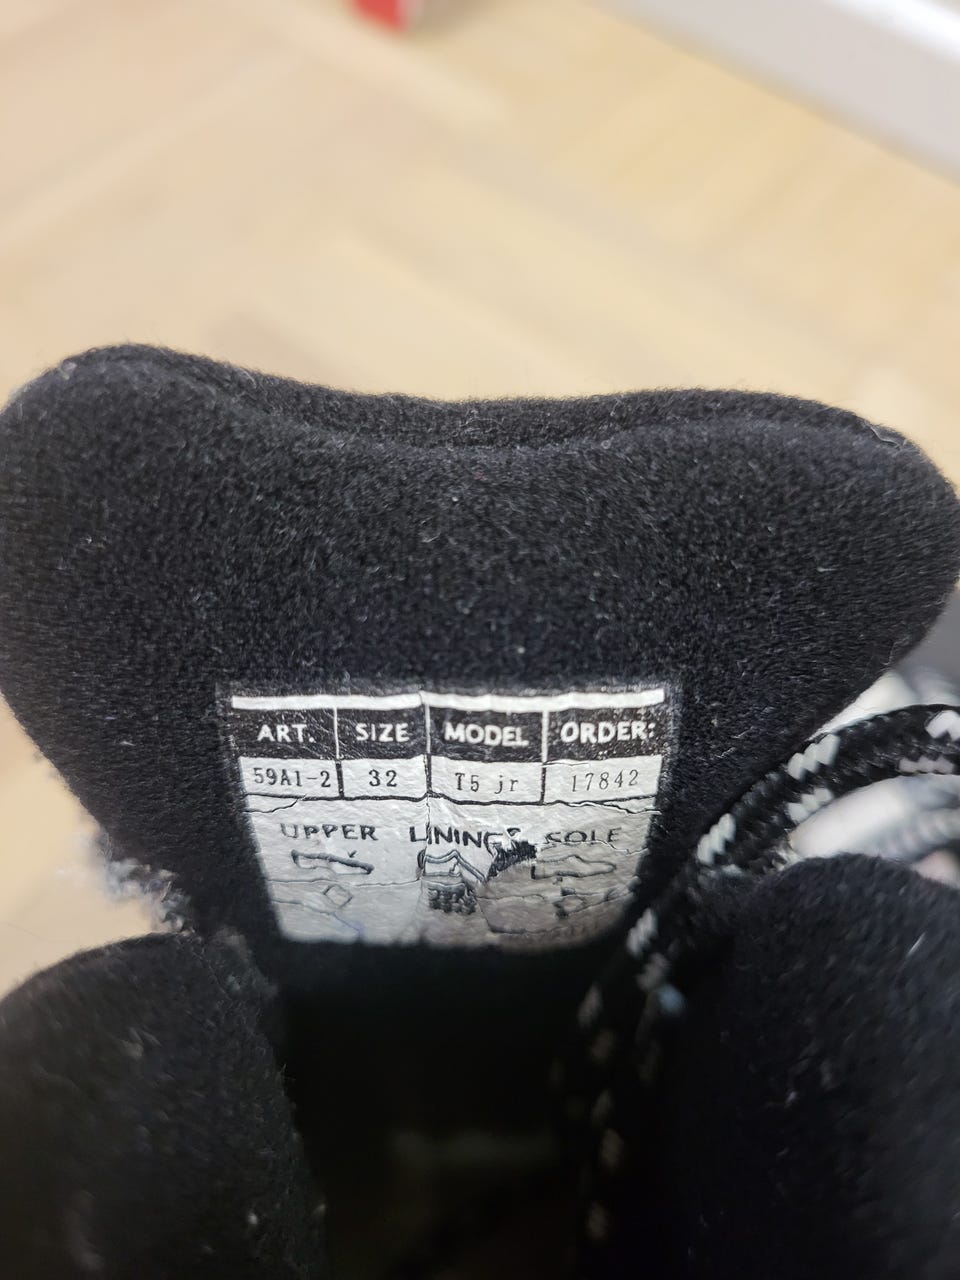 ART. SIZE MODEL ORDER:
59A1-2 32 T5 jr 17842
UPPER LINING SOLE